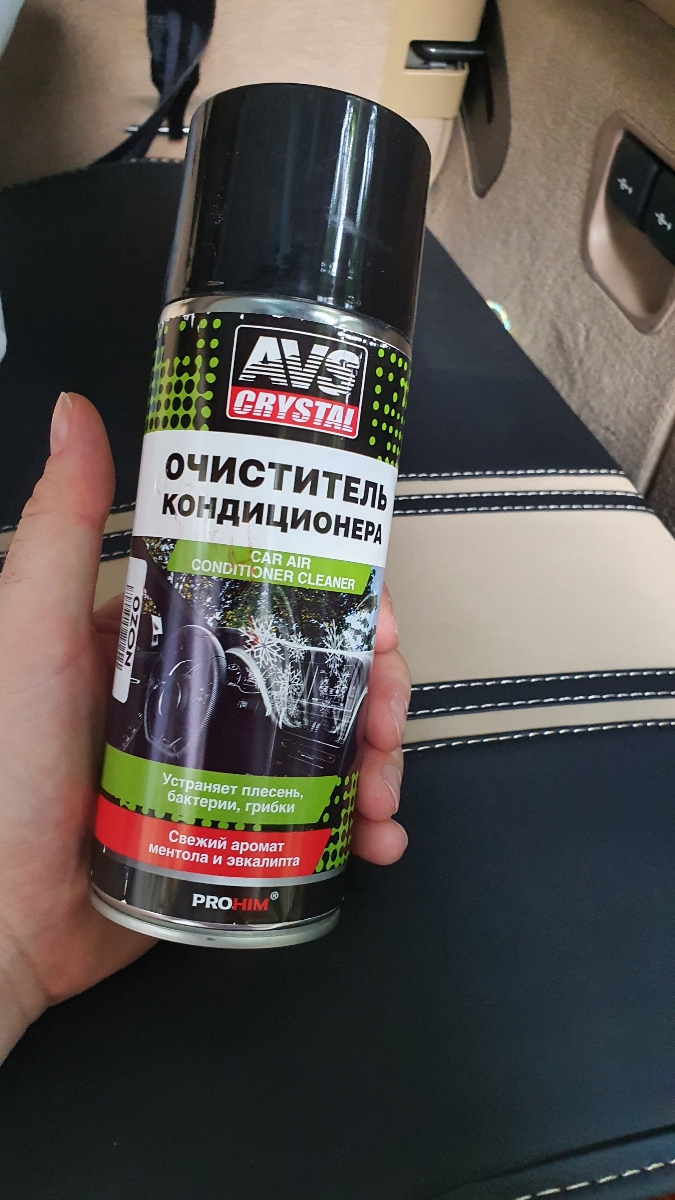 AVS
CRYSTAL
ОЧИСТИТЕЛЬ
КОНДИЦИОНЕРА
CAR AIR
CONDITIONER CLEANER
OZON
Устраняет плесень,
бактерии, грибки
Свежий аромат
ментола и эвкалипта
PROHIM®